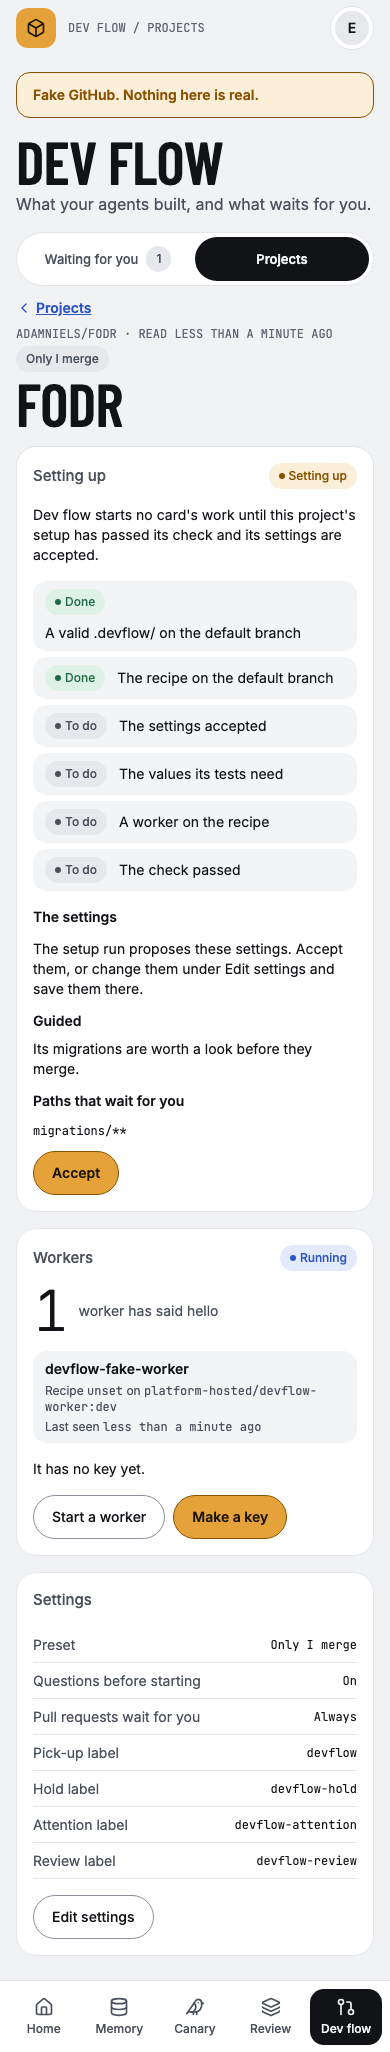 DEV FLOW / PROJECTS
E
Fake GitHub. Nothing here is real.
DEV FLOW
What your agents built, and what waits for you.
Waiting for you 1
Projects
Projects
ADAMNIELS/FODR · READ LESS THAN A MINUTE AGO
Only I merge
FODR
Setting up
Setting up
Dev flow starts no card's work until this project's
setup has passed its check and its settings are
accepted.
Done
A valid .devflow/ on the default branch
Done The recipe on the default branch
To do The settings accepted
To do The values its tests need
To do A worker on the recipe
To do The check passed
The settings
The setup run proposes these settings. Accept
them, or change them under Edit settings and
save them there.
Guided
Its migrations are worth a look before they
merge.
Paths that wait for you
migrations/**
Accept
Workers
Running
1 worker has said hello
devflow-fake-worker
Recipe unset on platform-hosted/devflow-
worker:dev
Last seen less than a minute ago
It has no key yet.
Start a worker
Make a key
Settings
Preset Only I merge
Questions before starting On
Pull requests wait for you Always
Pick-up label devflow
Hold label devflow-hold
Attention label devflow-attention
Review label devflow-review
Edit settings
Home
Memory
Canary
Review
Dev flow